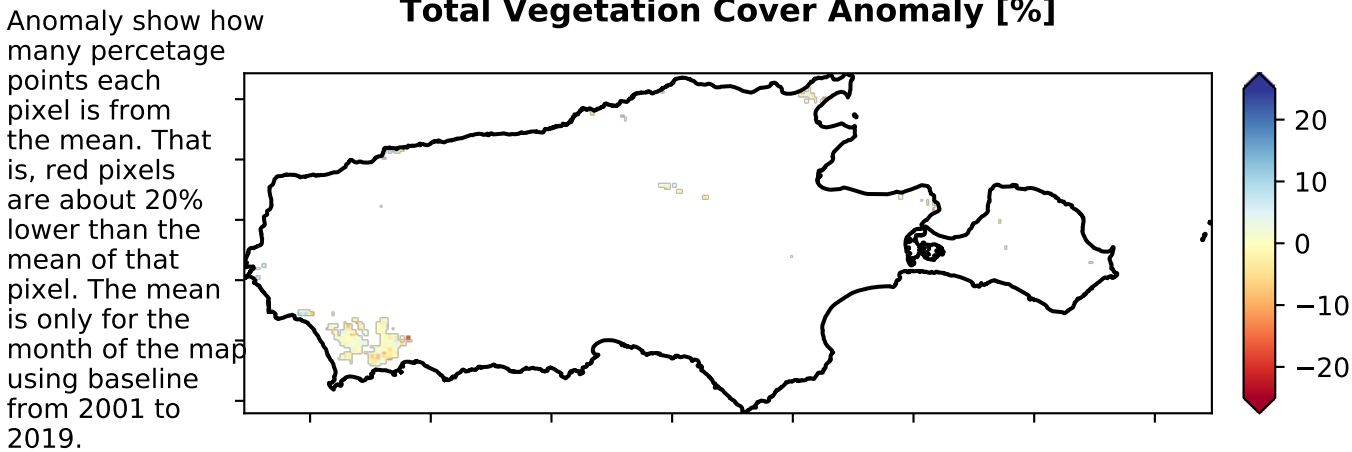 Total Vegetation Cover Anomaly [%]
Anomaly show how
many percetage
points each
pixel is from
the mean. That
is, red pixels
are about 20%
lower than the
mean of that
pixel. The mean
is only for the
month of the map
using baseline
from 2001 to
2019.
20
10
0
−10
−20